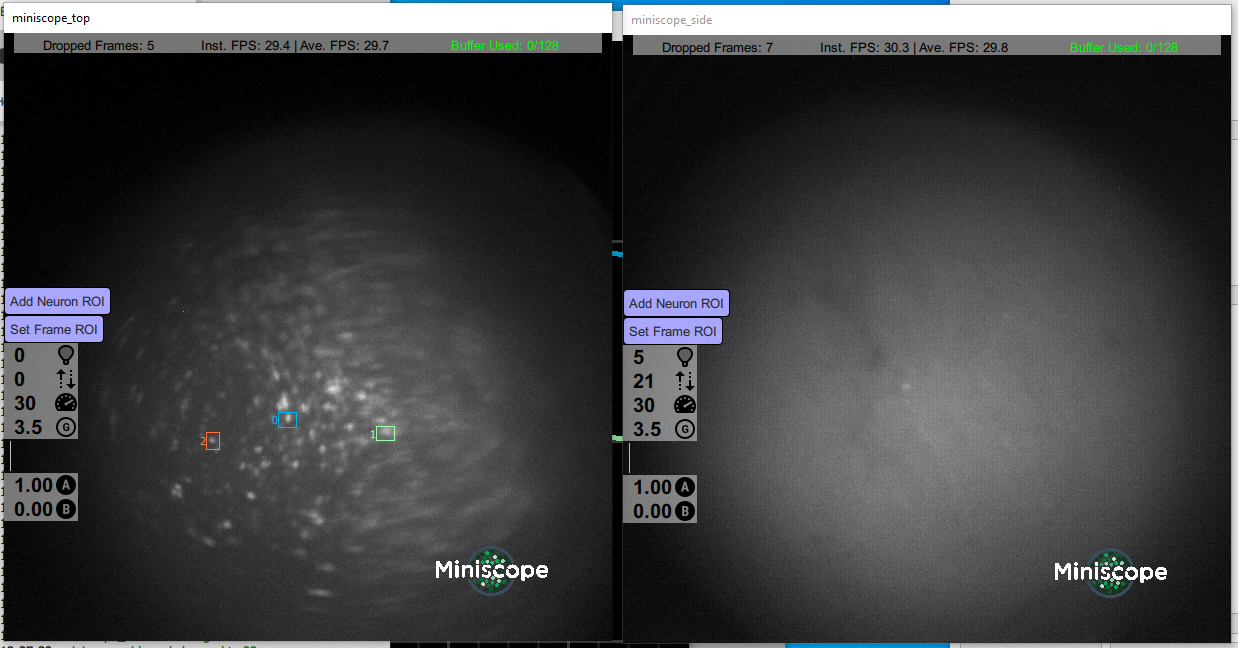 miniscope_top
Dropped Frames: 5 Inst. FPS: 29.4 | Ave. FPS: 29.7 Buffer Used: 0/128
Add Neuron ROI
Set Frame ROI
0
0
30
3.5 G
1.00 A
0.00 B
0
1
2
Miniscope
miniscope_side
Dropped Frames: 7 Inst. FPS: 30.3 | Ave. FPS: 29.8 Buffer Used: 0/128
Add Neuron ROI
Set Frame ROI
5
21
30
3.5 G
1.00 A
0.00 B
Miniscope